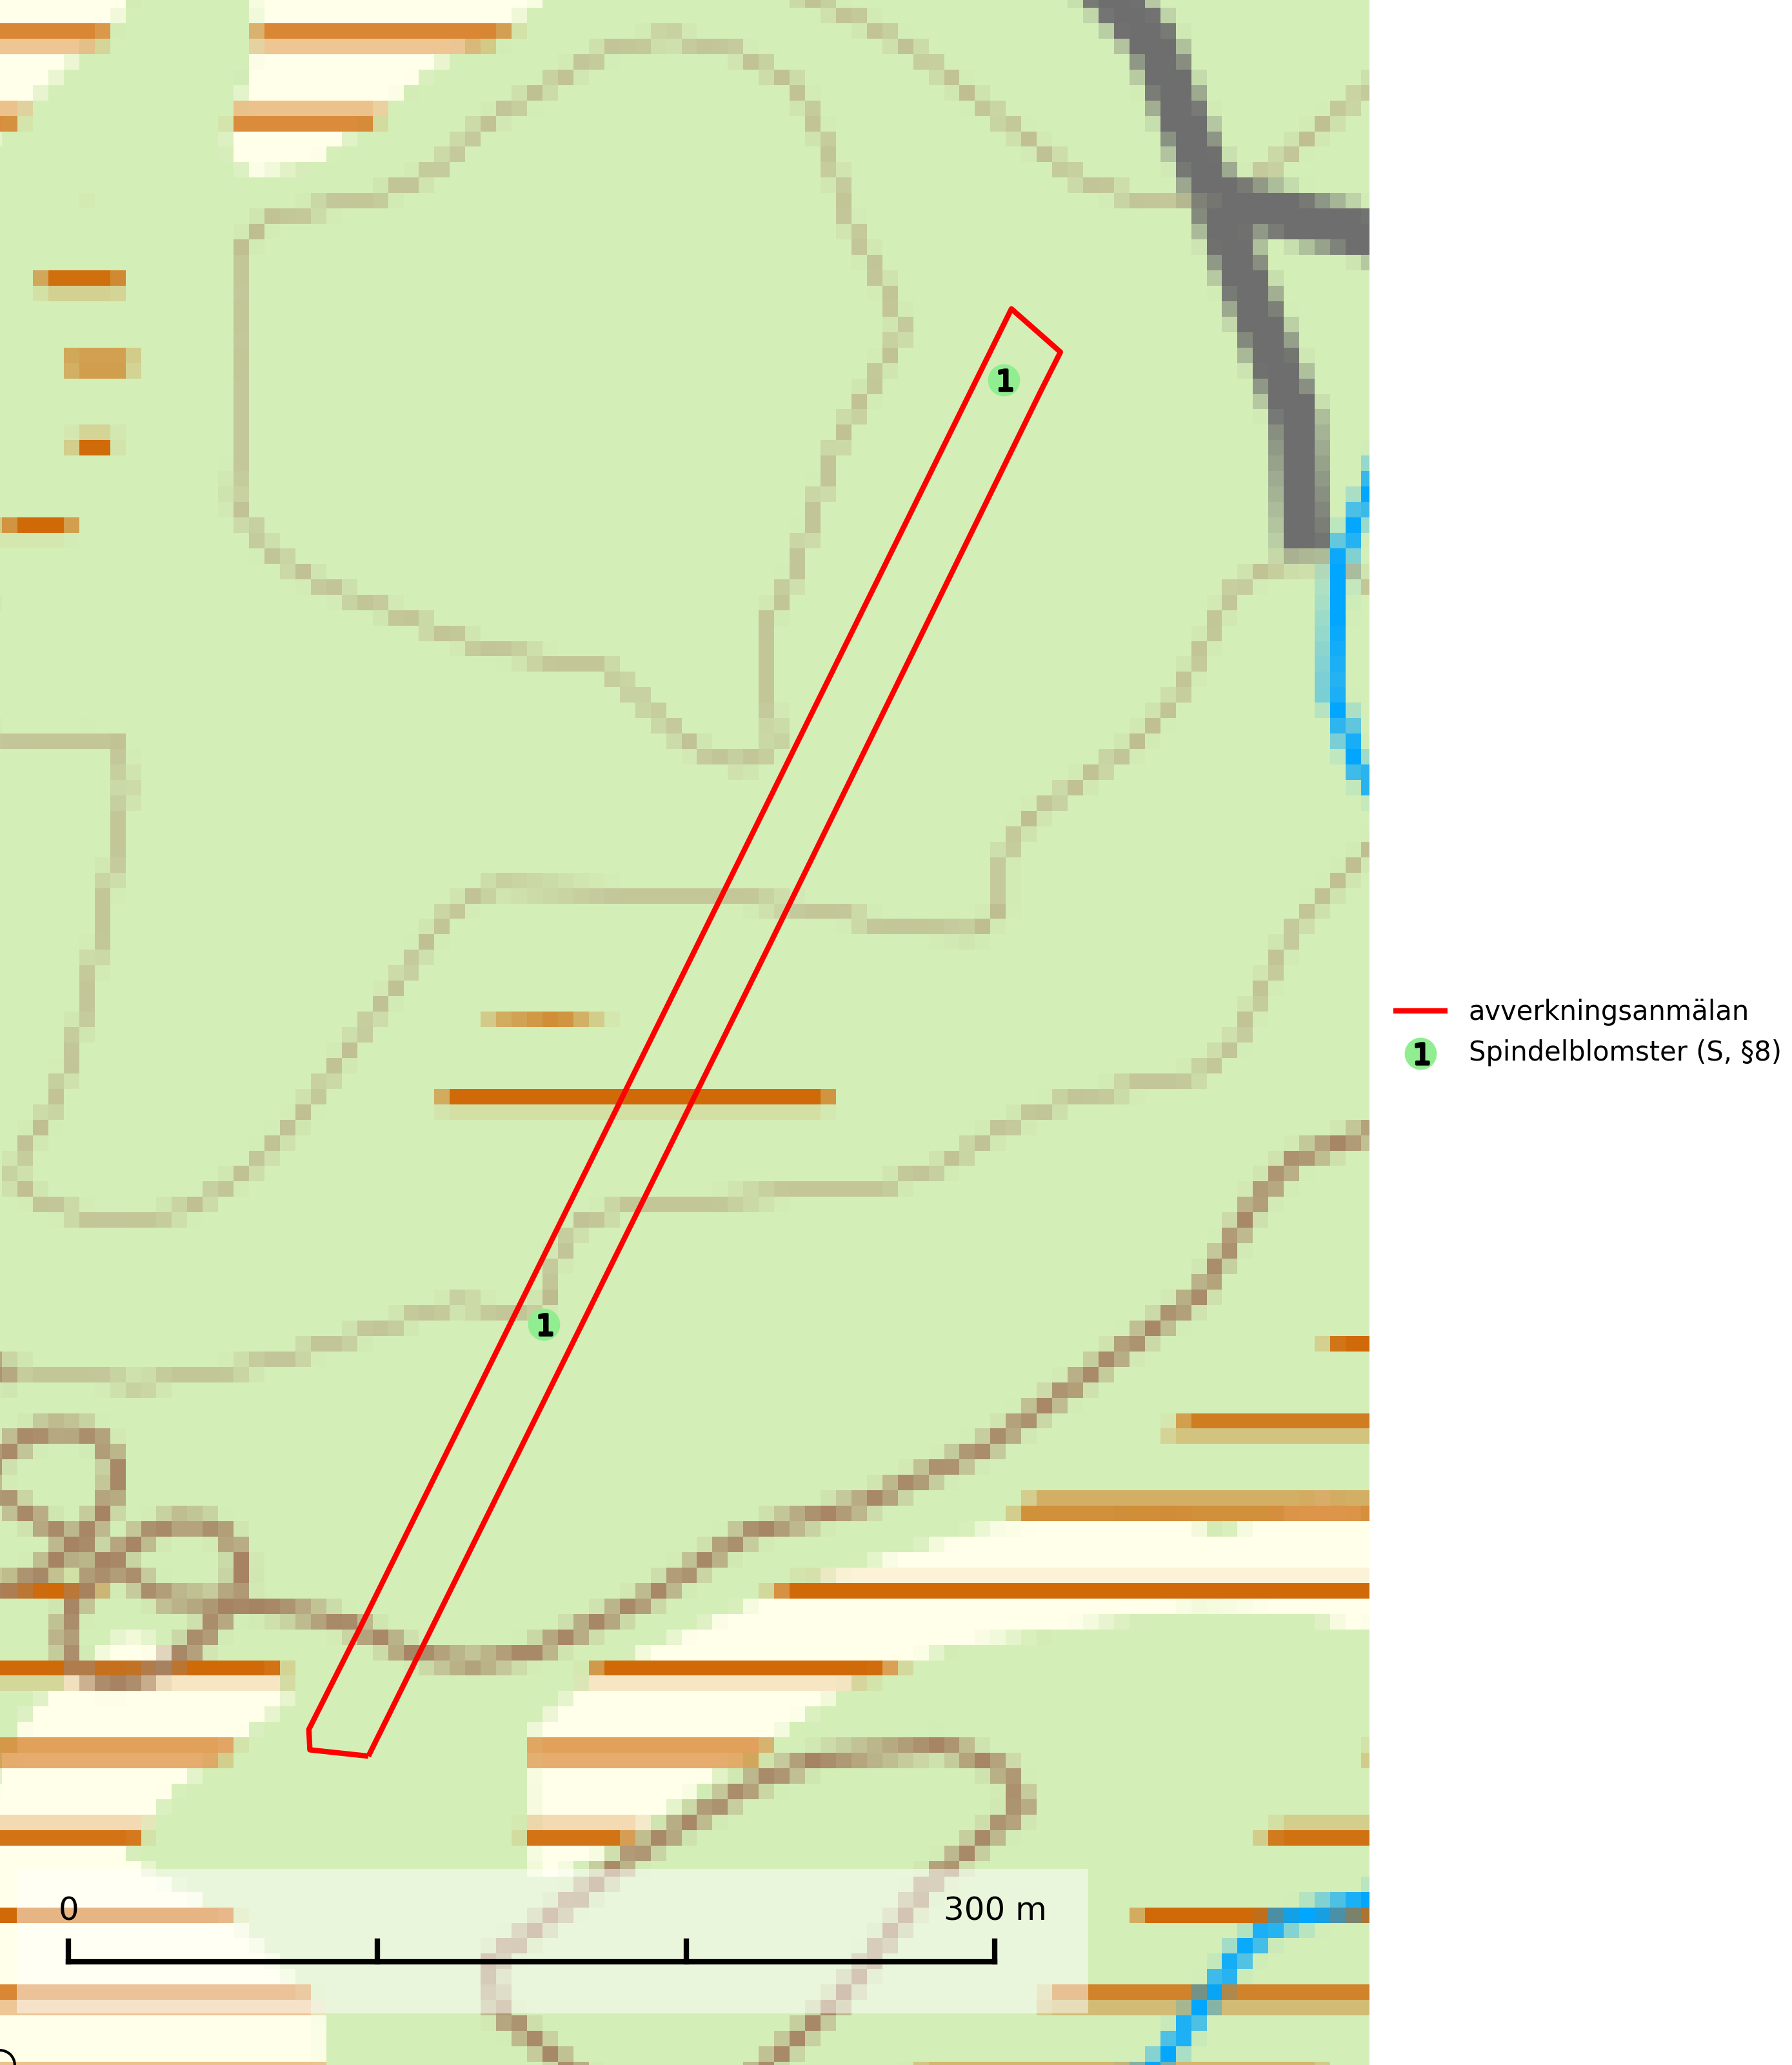 1
avverkningsanmälan
1 Spindelblomster (S, §8)
1
0 300 m